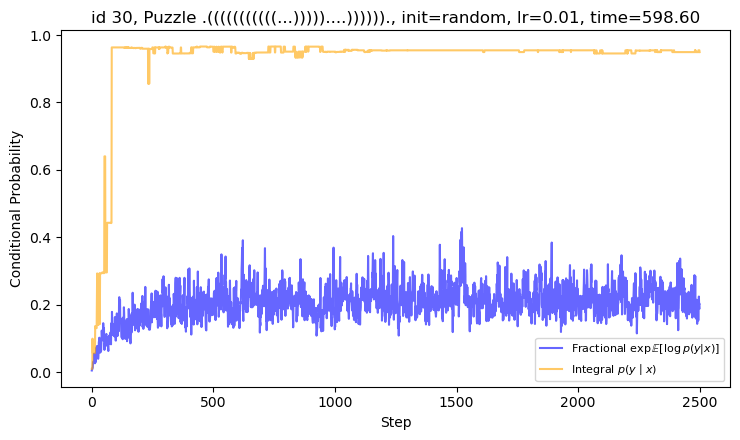 id 30, Puzzle .(((((((((((...)))))....))))))., init=random, lr=0.01, time=598.60
Conditional Probability
1.0
0.8
0.6
0.4
0.2
0.0
0
500
1000
1500
2000
2500
Step
Fractional exp𝔼[log p(y|x)]
Integral p(y | x)